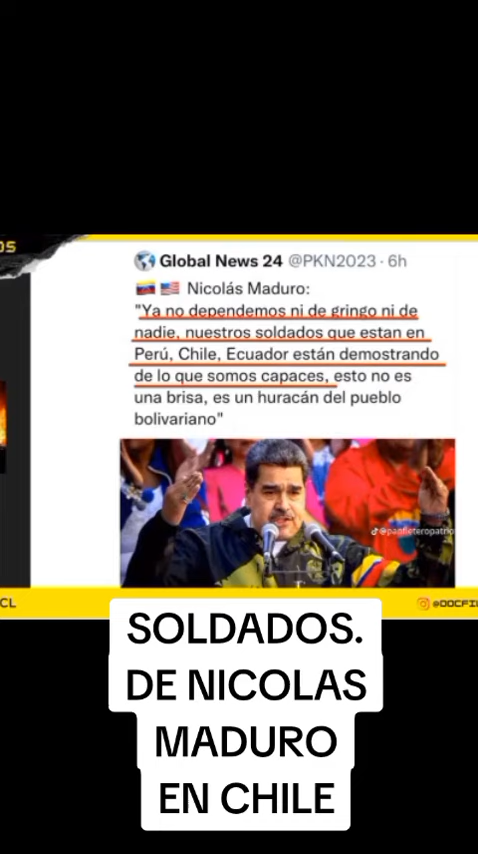 OS
Global News 24 @PKN2023 · 6h
🇻🇪 🇺🇸 Nicolás Maduro:
"Ya no dependemos ni de gringo ni de
nadie, nuestros soldados que estan en
Perú, Chile, Ecuador están demostrando
de lo que somos capaces, esto no es
una brisa, es un huracán del pueblo
bolivariano"
CL
SOLDADOS.
DE NICOLAS
MADURO
EN CHILE